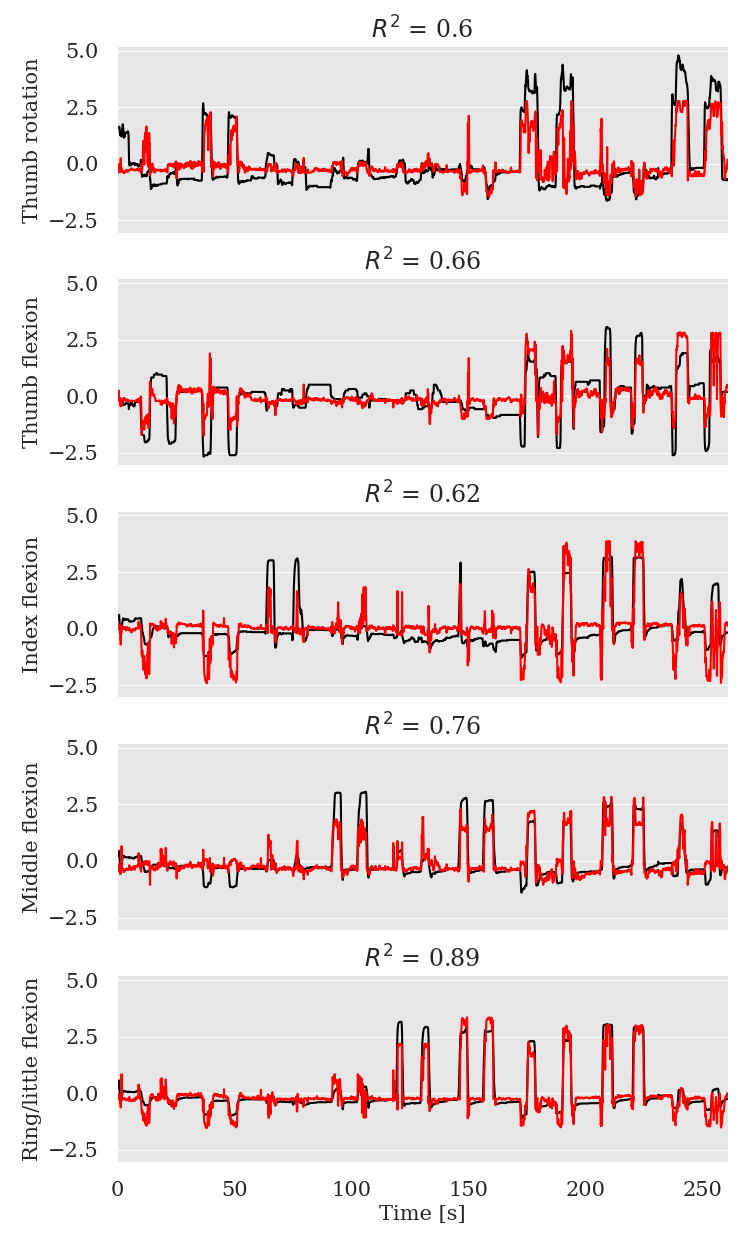 R² = 0.6
5.0
2.5
0.0
−2.5
Thumb rotation
R² = 0.66
5.0
2.5
0.0
−2.5
Thumb flexion
R² = 0.62
5.0
2.5
0.0
−2.5
Index flexion
R² = 0.76
5.0
2.5
0.0
−2.5
Middle flexion
R² = 0.89
5.0
2.5
0.0
−2.5
Ring/little flexion
0 50 100 150 200 250
Time [s]